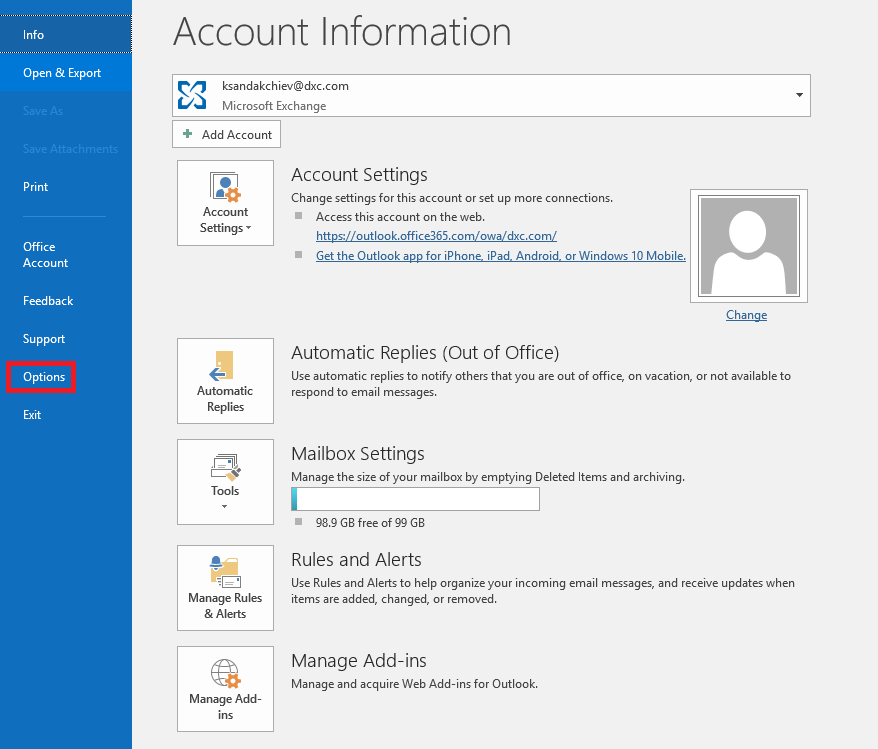 Info
Open & Export
Save As
Save Attachments
Print
Office
Account
Feedback
Support
Options
Exit
Account Information
ksandakchiev@dxc.com
Microsoft Exchange
Add Account
Account
Settings
Account Settings
Change settings for this account or set up more connections.
Access this account on the web.
https://outlook.office365.com/owa/dxc.com/
Get the Outlook app for iPhone, iPad, Android, or Windows 10 Mobile.
Change
Automatic
Replies
Automatic Replies (Out of Office)
Use automatic replies to notify others that you are out of office, on vacation, or not available to
respond to email messages.
Tools
Mailbox Settings
Manage the size of your mailbox by emptying Deleted Items and archiving.
98.9 GB free of 99 GB
Manage Rules
& Alerts
Rules and Alerts
Use Rules and Alerts to help organize your incoming email messages, and receive updates when
items are added, changed, or removed.
Manage Add-
ins
Manage Add-ins
Manage and acquire Web Add-ins for Outlook.